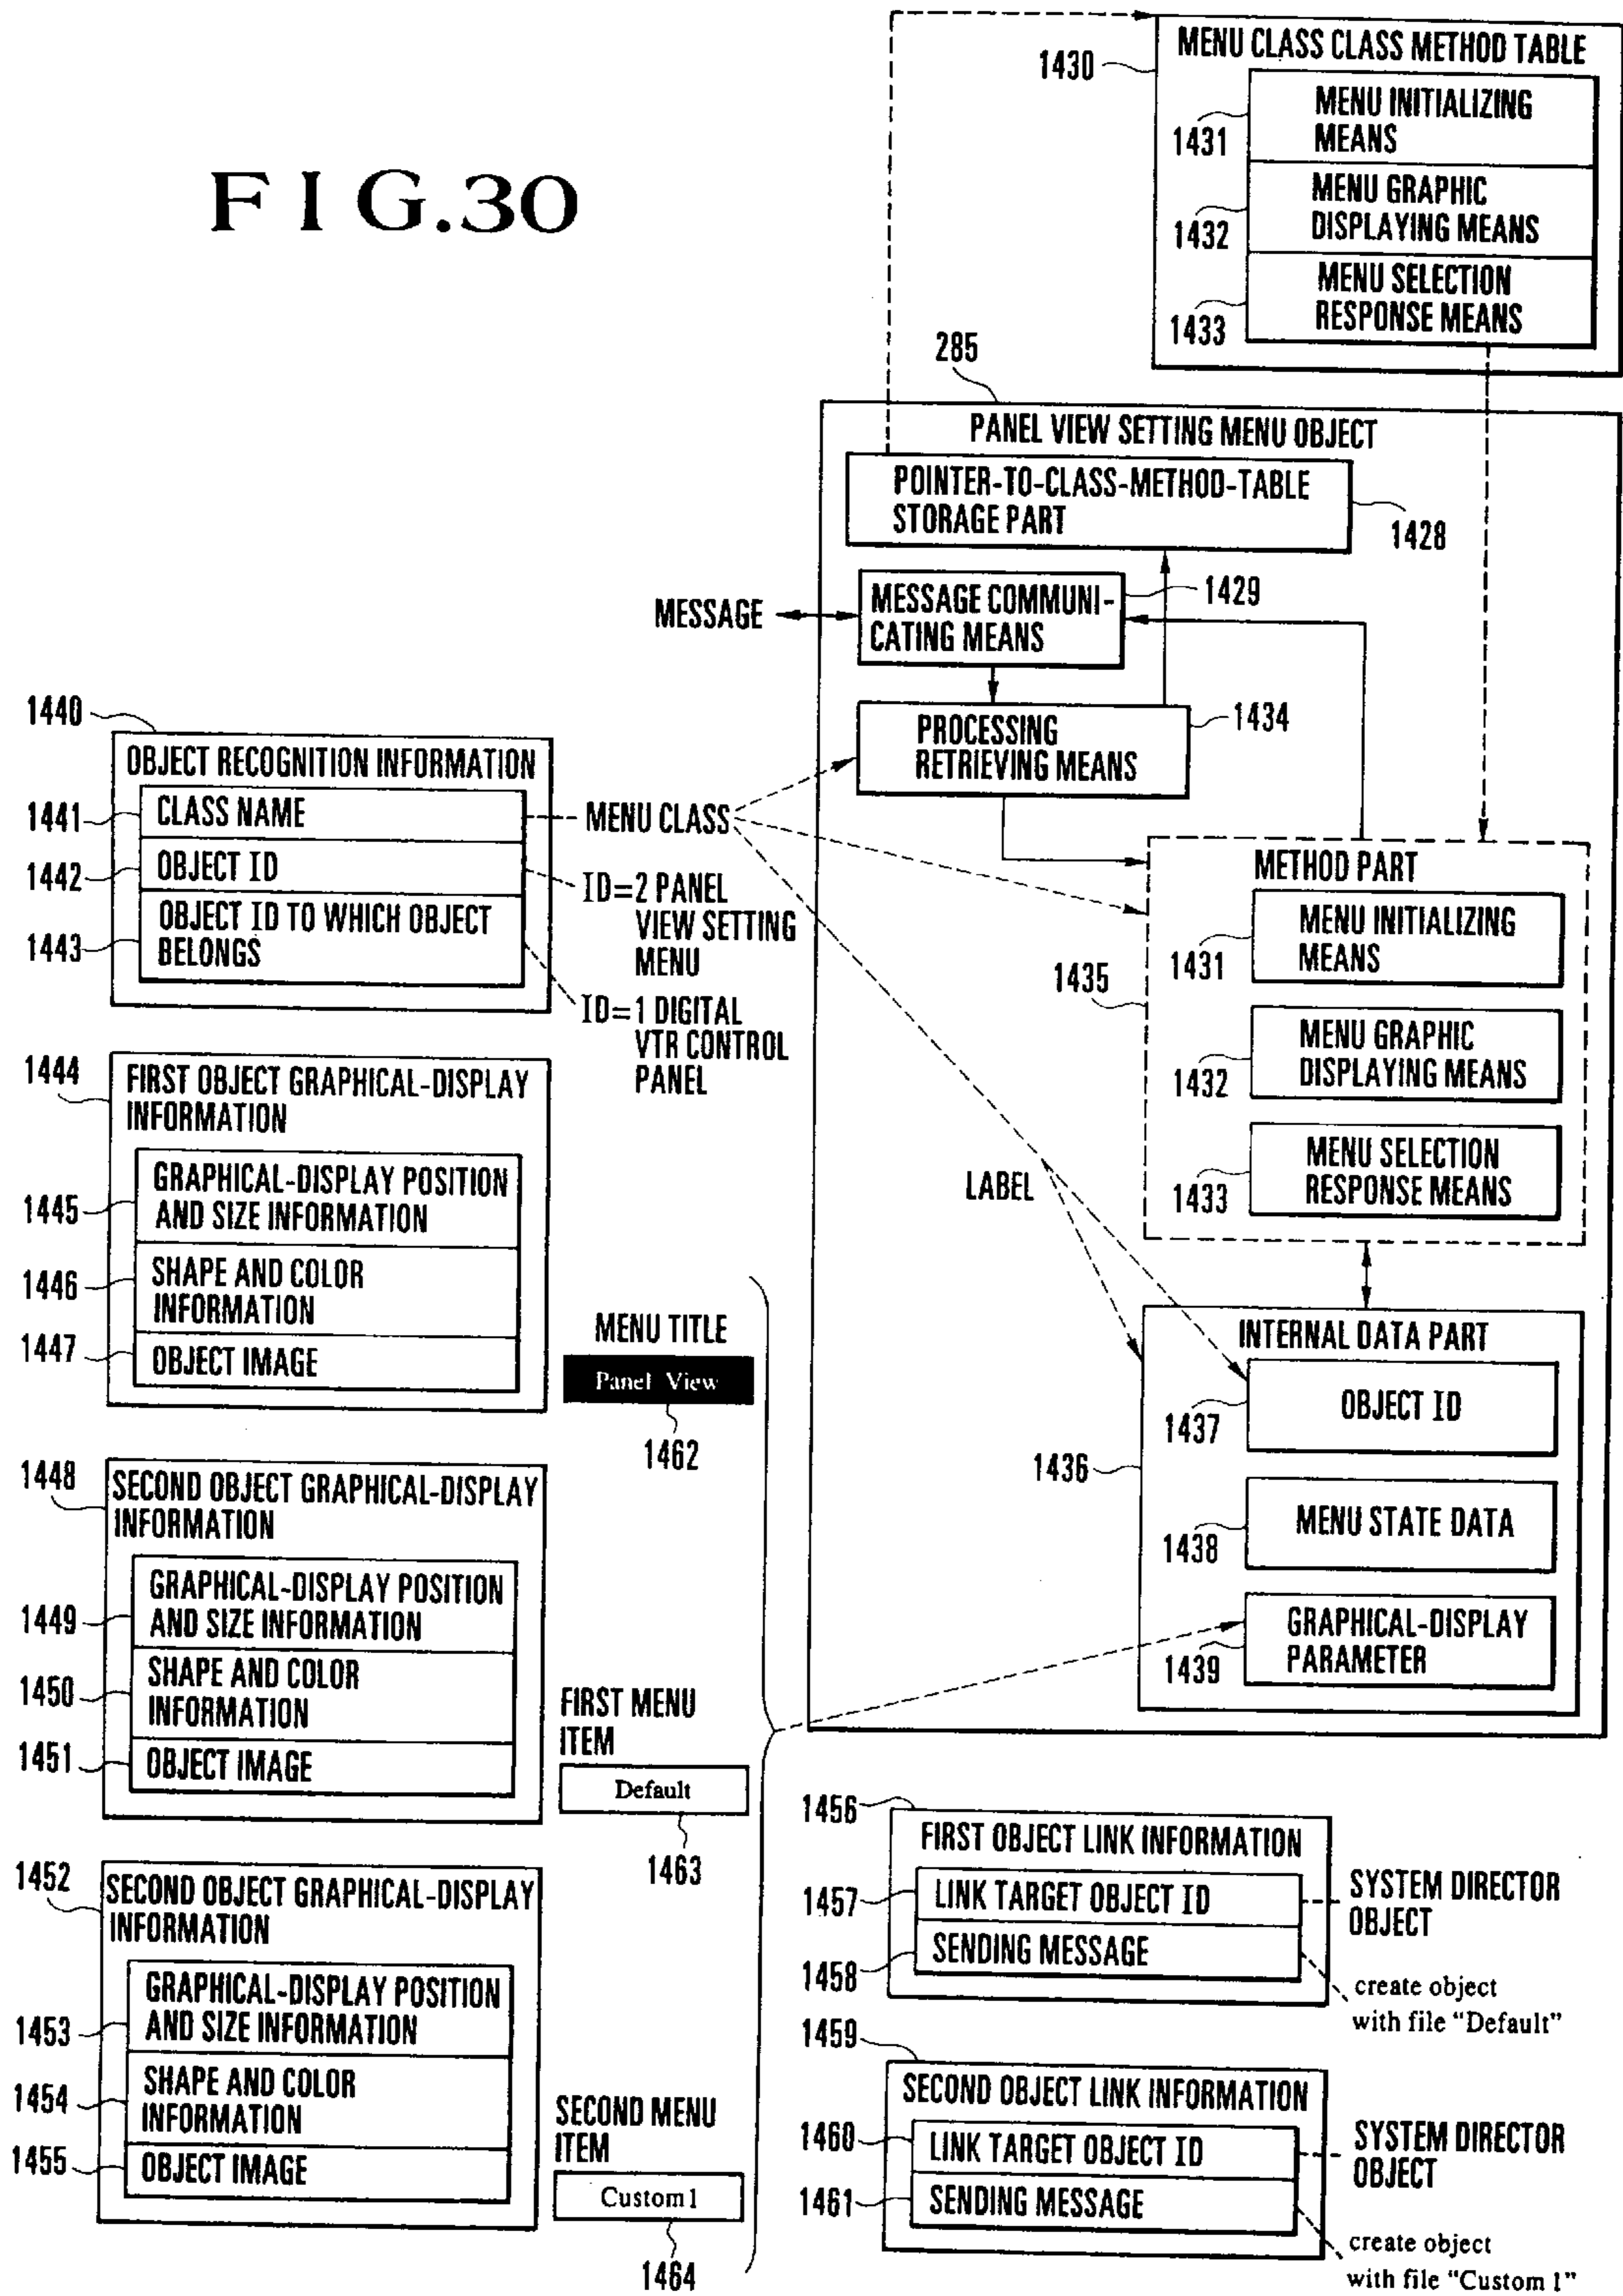 FIG.30
1430
MENU CLASS CLASS METHOD TABLE
1431
MENU INITIALIZING
MEANS
1432
MENU GRAPHIC
DISPLAYING MEANS
1433
MENU SELECTION
RESPONSE MEANS
285
PANEL VIEW SETTING MENU OBJECT
POINTER-TO-CLASS-METHOD-TABLE
STORAGE PART
1428
MESSAGE
MESSAGE COMMUNI-
CATING MEANS
1429
PROCESSING
RETRIEVING MEANS
1434
METHOD PART
1435
1431
MENU INITIALIZING
MEANS
1432
MENU GRAPHIC
DISPLAYING MEANS
1433
MENU SELECTION
RESPONSE MEANS
LABEL
INTERNAL DATA PART
1436
1437
OBJECT ID
1438
MENU STATE DATA
1439
GRAPHICAL-DISPLAY
PARAMETER
1440
OBJECT RECOGNITION INFORMATION
1441
CLASS NAME
MENU CLASS
1442
OBJECT ID
ID=2 PANEL
VIEW SETTING
MENU
1443
OBJECT ID TO WHICH OBJECT
BELONGS
ID=1 DIGITAL
VTR CONTROL
PANEL
1444
FIRST OBJECT GRAPHICAL-DISPLAY
INFORMATION
1445
GRAPHICAL-DISPLAY POSITION
AND SIZE INFORMATION
1446
SHAPE AND COLOR
INFORMATION
1447
OBJECT IMAGE
MENU TITLE
Panel View
1462
1448
SECOND OBJECT GRAPHICAL-DISPLAY
INFORMATION
1449
GRAPHICAL-DISPLAY POSITION
AND SIZE INFORMATION
1450
SHAPE AND COLOR
INFORMATION
1451
OBJECT IMAGE
FIRST MENU
ITEM
Default
1463
1452
SECOND OBJECT GRAPHICAL-DISPLAY
INFORMATION
1453
GRAPHICAL-DISPLAY POSITION
AND SIZE INFORMATION
1454
SHAPE AND COLOR
INFORMATION
1455
OBJECT IMAGE
SECOND MENU
ITEM
Custom1
1464
1456
FIRST OBJECT LINK INFORMATION
1457
LINK TARGET OBJECT ID
SYSTEM DIRECTOR
OBJECT
1458
SENDING MESSAGE
create object
with file "Default"
1459
SECOND OBJECT LINK INFORMATION
1460
LINK TARGET OBJECT ID
SYSTEM DIRECTOR
OBJECT
1461
SENDING MESSAGE
create object
with file "Custom 1"